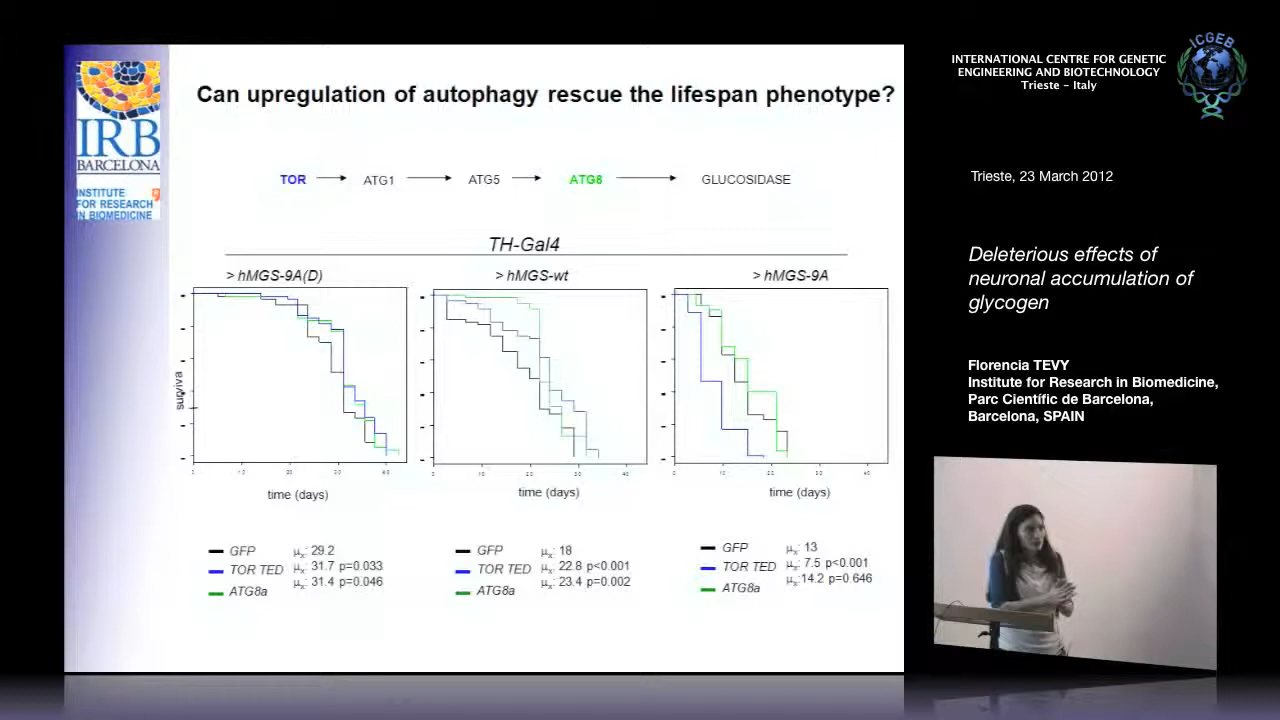 Can upregulation of autophagy rescue the lifespan phenotype?
IRB
BARCELONA
INSTITUTE
FOR RESEARCH
IN BIOMEDICINE
TOR
ATG1
ATG5
ATG8
GLUCOSIDASE
TH-Gal4
> hMGS-9A(D)
> hMGS-wt
> hMGS-9A
surviva
time (days)
time (days)
time (days)
GFP μx: 29.2
TOR TED μx: 31.7 p=0.033
ATG8a μx: 31.4 p=0.046
GFP μx: 18
TOR TED μx: 22.8 p<0.001
ATG8a μx: 23.4 p=0.002
GFP μx: 13
TOR TED μx: 7.5 p<0.001
ATG8a μx:14.2 p=0.646
INTERNATIONAL CENTRE FOR GENETIC
ENGINEERING AND BIOTECHNOLOGY
Trieste - Italy
ICGEB
Trieste, 23 March 2012
Deleterious effects of
neuronal accumulation of
glycogen
Florencia TEVY
Institute for Research in Biomedicine,
Parc Científic de Barcelona,
Barcelona, SPAIN